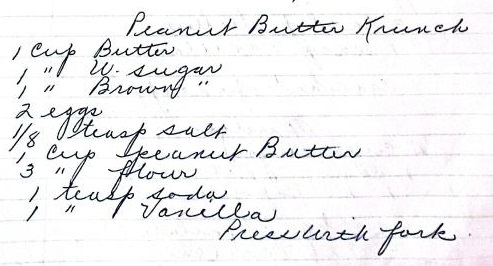 Peanut Butter Krunch
1 Cup Butter
1 " W. sugar
1 " Brown "
2 eggs
1/8 teasp salt
1 Cup peanut Butter
3 " flour
1 teasp soda
1 " Vanilla
Press with fork.